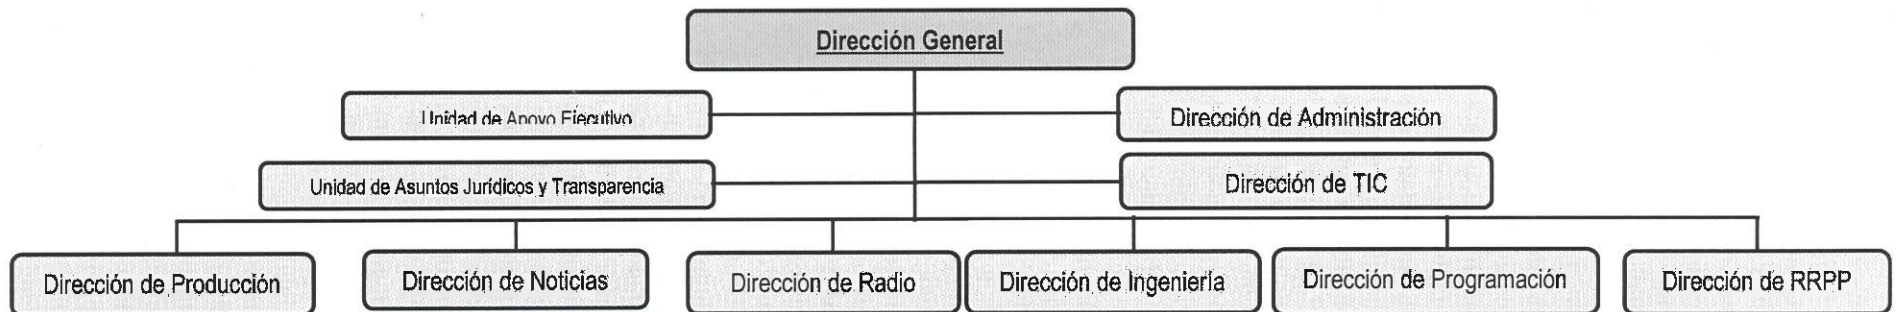 Dirección General
Unidad de Apoyo Ejecutivo
Dirección de Administración
Unidad de Asuntos Jurídicos y Transparencia
Dirección de TIC
Dirección de Producción
Dirección de Noticias
Dirección de Radio
Dirección de Ingeniería
Dirección de Programación
Dirección de RRPP